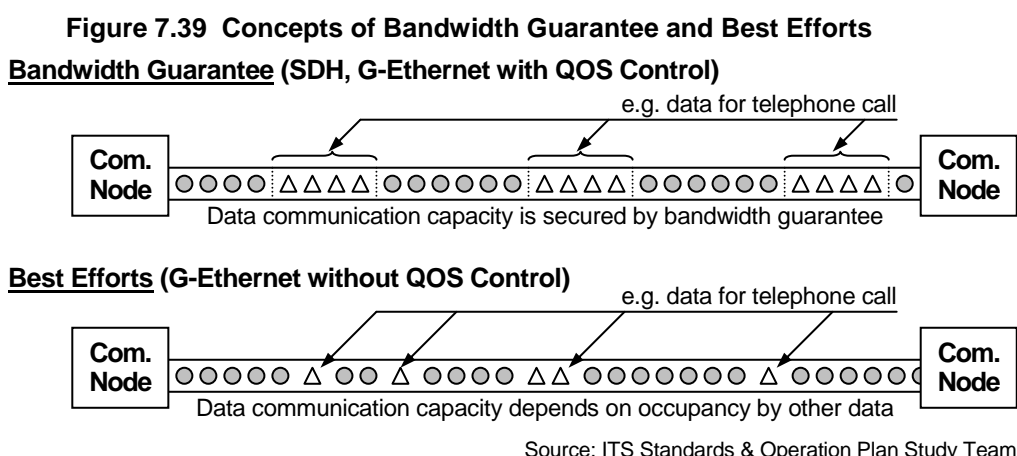 Figure 7.39 Concepts of Bandwidth Guarantee and Best Efforts
Bandwidth Guarantee (SDH, G-Ethernet with QOS Control)
e.g. data for telephone call
Com.
Node
Com.
Node
Data communication capacity is secured by bandwidth guarantee
Best Efforts (G-Ethernet without QOS Control)
e.g. data for telephone call
Com.
Node
Com.
Node
Data communication capacity depends on occupancy by other data
Source: ITS Standards & Operation Plan Study Team